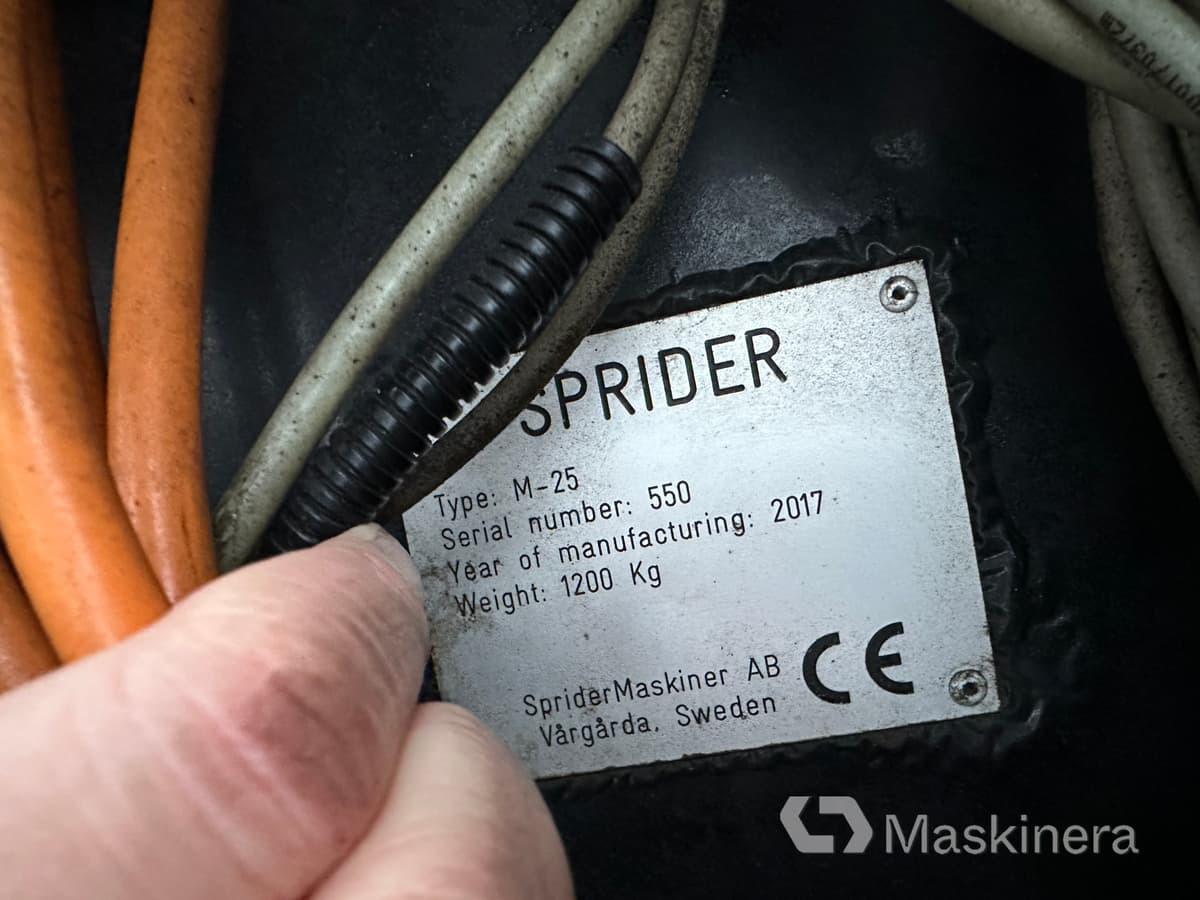 SPRIDER
Type: M-25
Serial number: 550
Year of manufacturing: 2017
Weight: 1200 Kg
SpriderMaskiner AB
Vårgårda, Sweden
CE
Maskinera